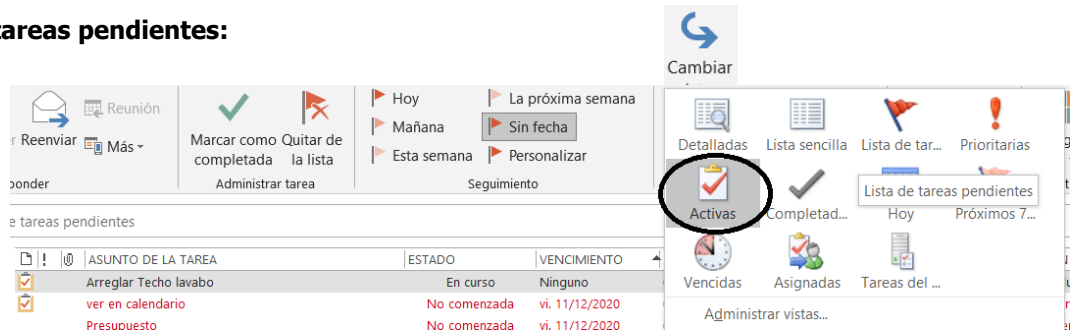 tareas pendientes:
Cambiar
Reenviar
Reunión
Más
Marcar como completada
Quitar de la lista
Administrar tarea
Hoy
La próxima semana
Mañana
Sin fecha
Esta semana
Personalizar
Seguimiento
Detalladas
Lista sencilla
Lista de tar...
Prioritarias
Activas
Completad...
Hoy
Próximos 7...
Lista de tareas pendientes
Vencidas
Asignadas
Tareas del ...
Administrar vistas...
e tareas pendientes
ASUNTO DE LA TAREA ESTADO VENCIMIENTO
Arreglar Techo lavabo En curso Ninguno
ver en calendario No comenzada vi. 11/12/2020
Presupuesto No comenzada vi. 11/12/2020